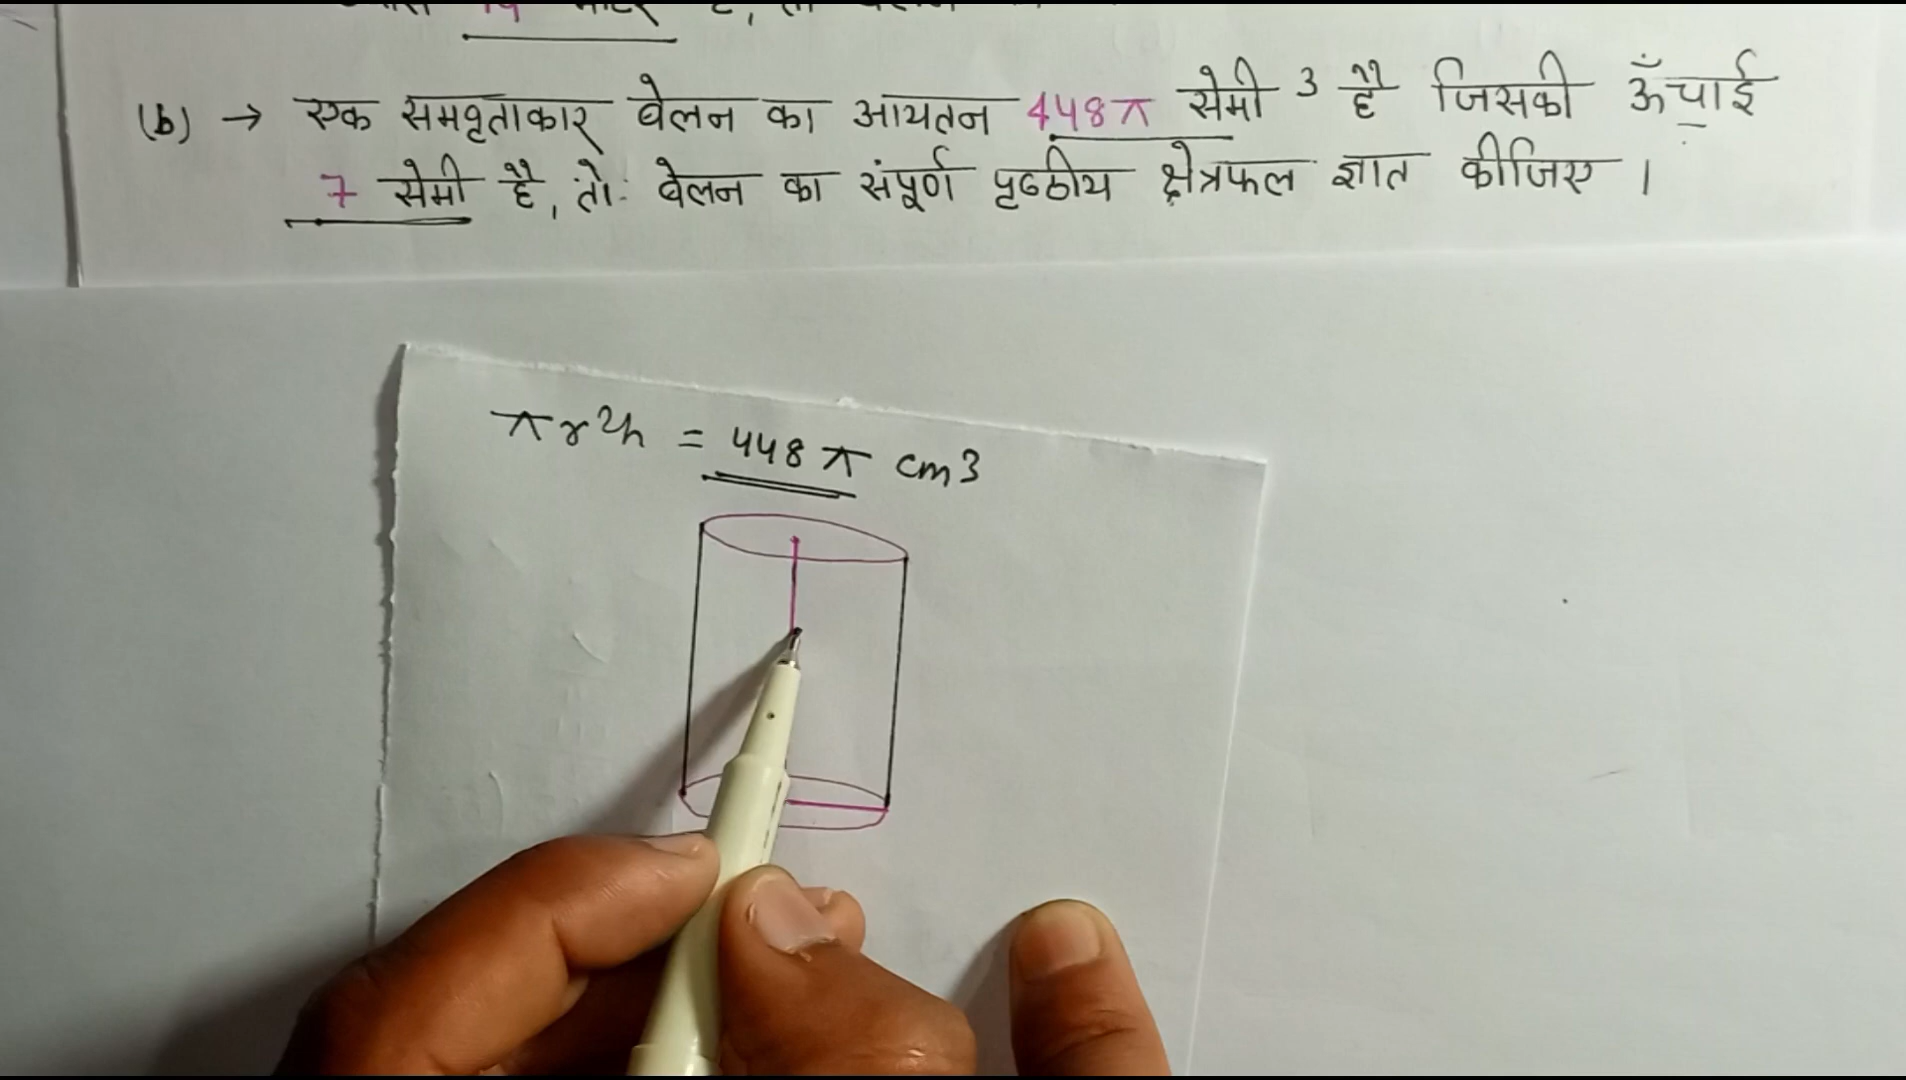 (b) → एक समवृताकार बेलन का आयतन 448π सेमी ³ है जिसकी ऊँचाई
7 सेमी है, तो बेलन का संपूर्ण पृष्ठीय क्षेत्रफल ज्ञात कीजिए ।
πr²h = 448π cm3